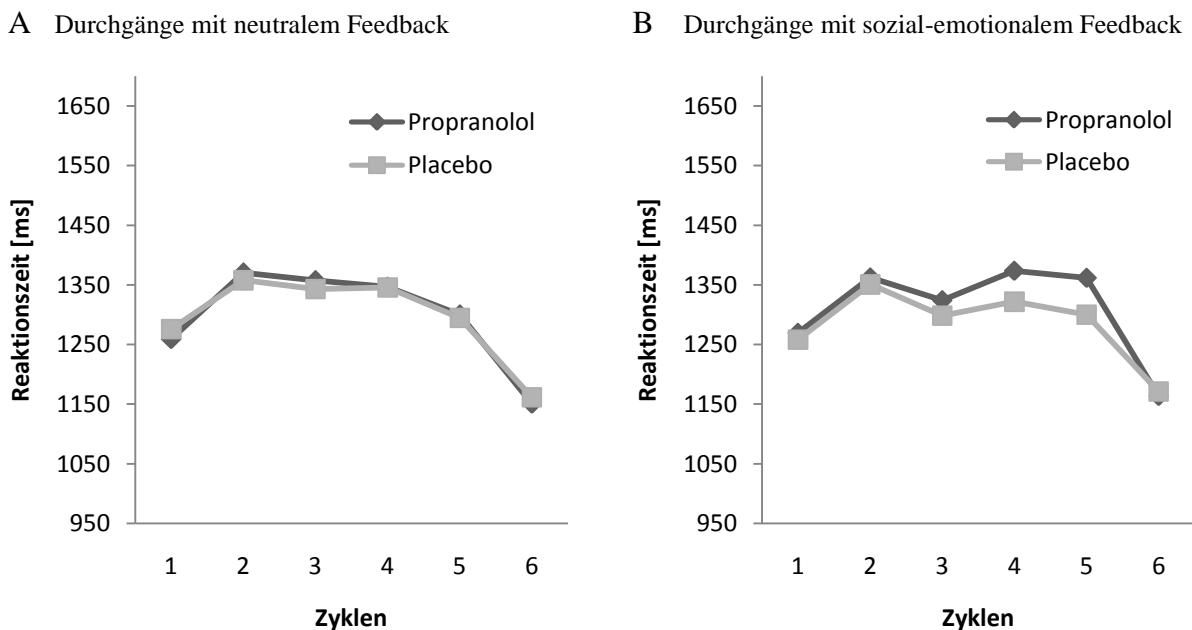 A Durchgänge mit neutralem Feedback
Reaktionszeit [ms]
1650
1550
1450
1350
1250
1150
1050
950
Propranolol
Placebo
1 2 3 4 5 6
Zyklen
B Durchgänge mit sozial-emotionalem Feedback
Reaktionszeit [ms]
1650
1550
1450
1350
1250
1150
1050
950
Propranolol
Placebo
1 2 3 4 5 6
Zyklen